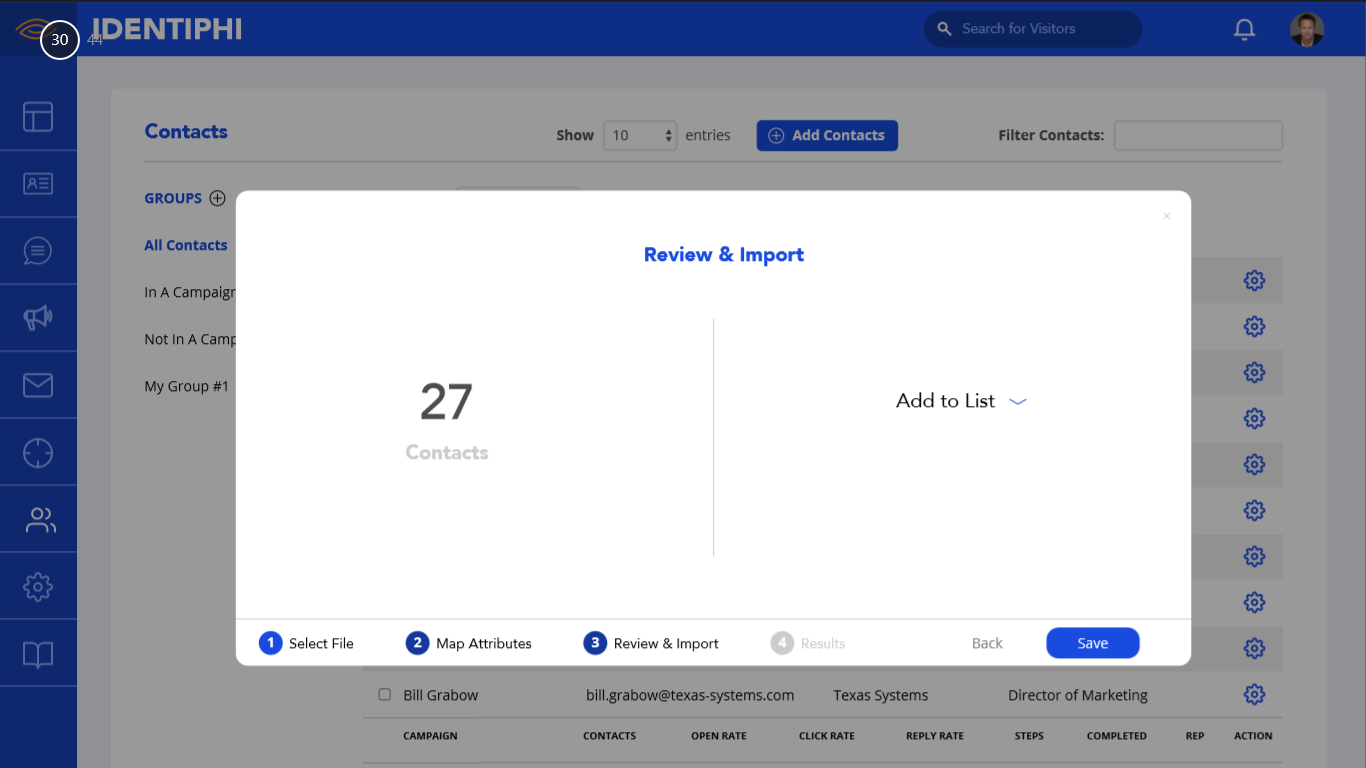 IDENTIPHI
30
44
Search for Visitors
Contacts
Show 10 entries
Add Contacts
Filter Contacts:
GROUPS
All Contacts
In A Campaign
Not In A Camp
My Group #1
×
Review & Import
27
Contacts
Add to List
1 Select File
2 Map Attributes
3 Review & Import
4 Results
Back
Save
Bill Grabow bill.grabow@texas-systems.com Texas Systems Director of Marketing
CAMPAIGN CONTACTS OPEN RATE CLICK RATE REPLY RATE STEPS COMPLETED REP ACTION